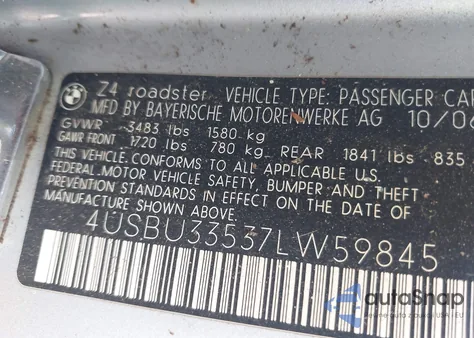 Z4 roadster VEHICLE TYPE: PASSENGER CAR
MFD BY BAYERISCHE MOTORENWERKE AG 10/06
GVWR 3483 lbs 1580 kg
GAWR FRONT 1720 lbs 780 kg REAR 1841 lbs 835
THIS VEHICLE CONFORMS TO ALL APPLICABLE U.S.
FEDERAL MOTOR VEHICLE SAFETY, BUMPER AND THEFT
PREVENTION STANDARDS IN EFFECT ON THE DATE OF
MANUFACTURE SHOWN ABOVE.
4USBU33537LW59845
autoSnap